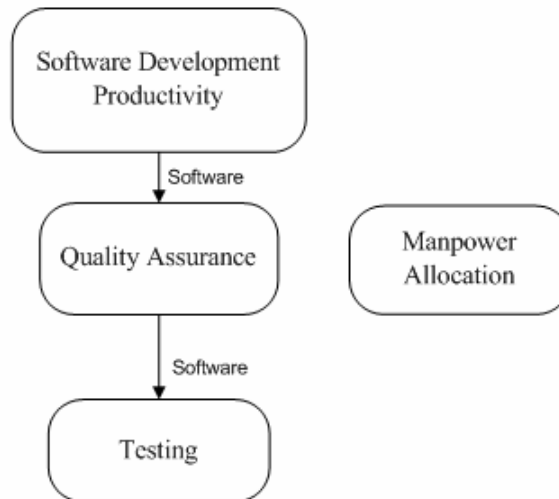 Software Development
Productivity
Software
Quality Assurance
Manpower
Allocation
Software
Testing